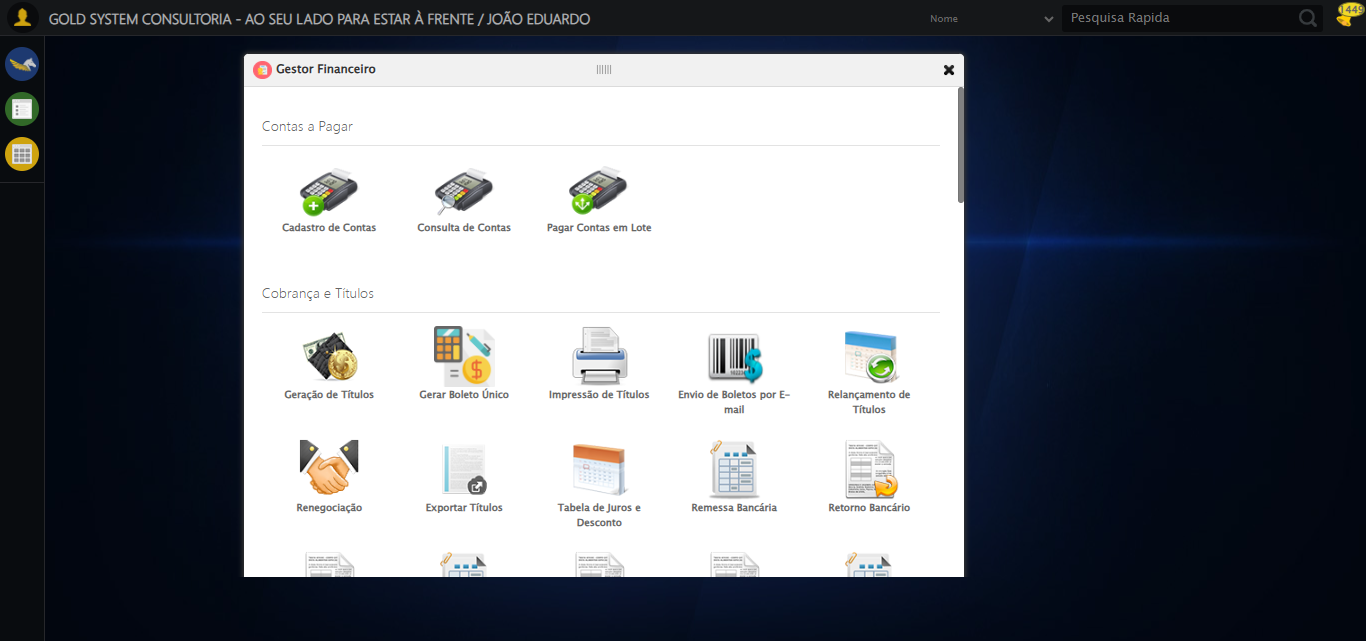 GOLD SYSTEM CONSULTORIA - AO SEU LADO PARA ESTAR À FRENTE / JOÃO EDUARDO
Nome
Pesquisa Rapida
1449
Gestor Financeiro
Contas a Pagar
Cadastro de Contas
Consulta de Contas
Pagar Contas em Lote
Cobrança e Títulos
Geração de Títulos
Gerar Boleto Único
Impressão de Títulos
Envio de Boletos por E-
mail
Relançamento de
Títulos
Renegociação
Exportar Títulos
Tabela de Juros e
Desconto
Remessa Bancária
Retorno Bancário